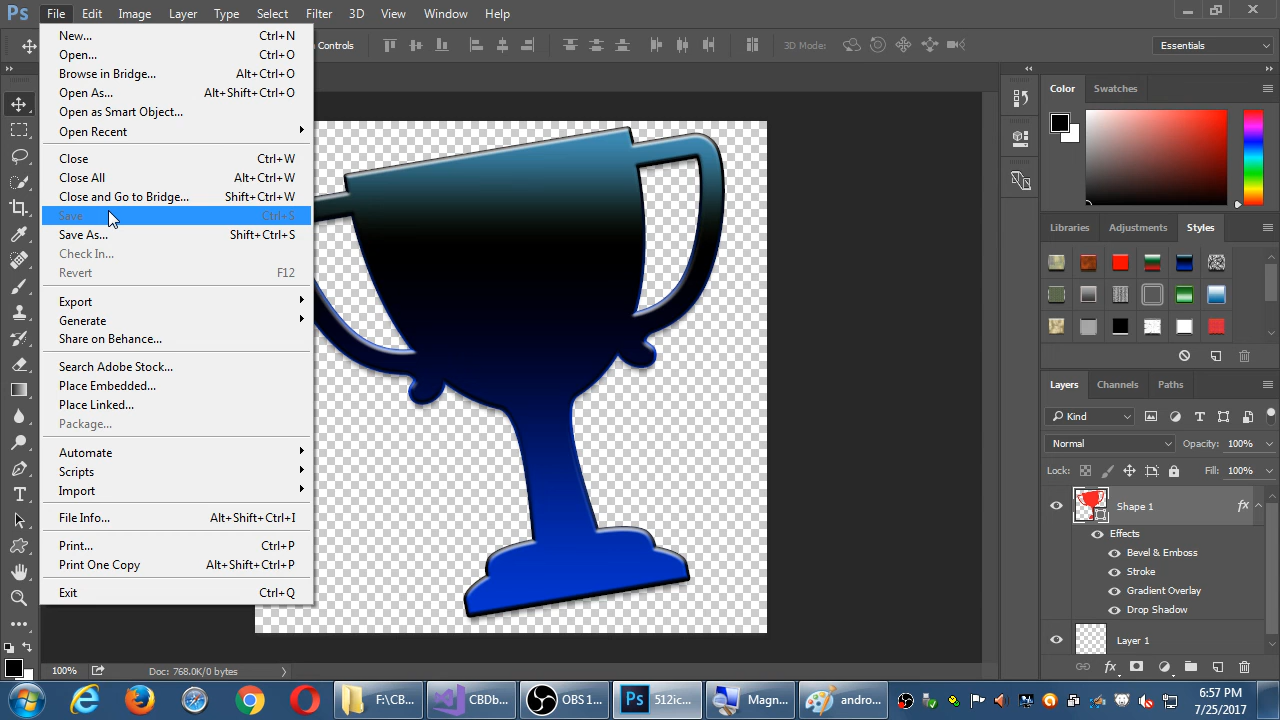 Ps File Edit Image Layer Type Select Filter 3D View Window Help
Controls 3D Mode: Essentials
New... Ctrl+N
Open... Ctrl+O
Browse in Bridge... Alt+Ctrl+O
Open As... Alt+Shift+Ctrl+O
Open as Smart Object...
Open Recent
Close Ctrl+W
Close All Alt+Ctrl+W
Close and Go to Bridge... Shift+Ctrl+W
Save Ctrl+S
Save As... Shift+Ctrl+S
Check In...
Revert F12
Export
Generate
Share on Behance...
Search Adobe Stock...
Place Embedded...
Place Linked...
Package...
Automate
Scripts
Import
File Info... Alt+Shift+Ctrl+I
Print... Ctrl+P
Print One Copy Alt+Shift+Ctrl+P
Exit Ctrl+Q
Color Swatches
Libraries Adjustments Styles
Layers Channels Paths
Kind
Normal Opacity: 100%
Lock: Fill: 100%
Shape 1 fx
Effects
Bevel & Emboss
Stroke
Gradient Overlay
Drop Shadow
Layer 1
fx
100% Doc: 768.0K/0 bytes
F:\CB... CBDb... OBS 1... Ps 512ic... Magn... andro...
6:57 PM
7/25/2017